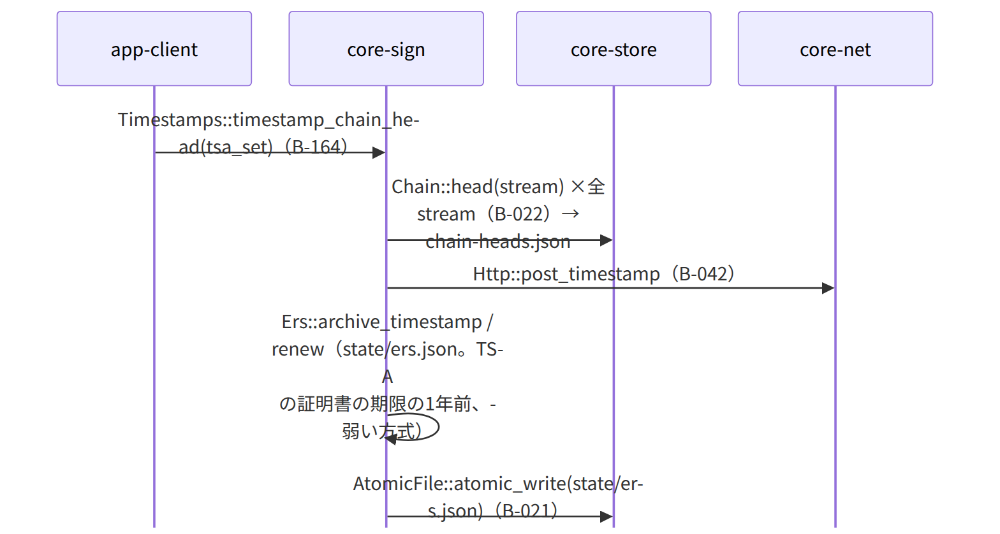 app-client
core-sign
core-store
core-net
Timestamps::timestamp_chain_he-
ad(tsa_set)（B-164）
Chain::head(stream) ×全
stream（B-022）→
chain-heads.json
Http::post_timestamp（B-042）
Ers::archive_timestamp /
renew（state/ers.json。TS-
A
の証明書の期限の1年前、-
弱い方式）
AtomicFile::atomic_write(state/er-
s.json)（B-021）